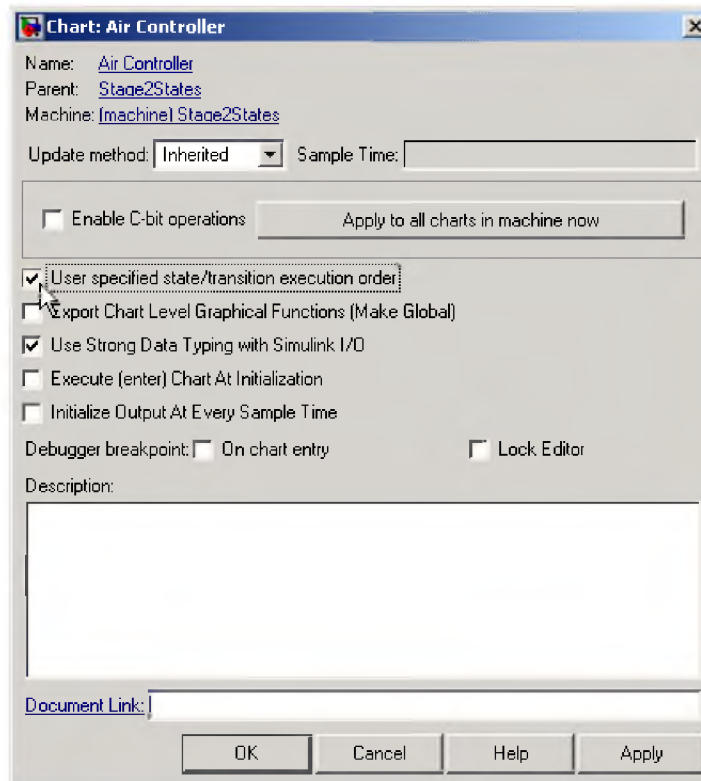 Chart: Air Controller
Name: Air Controller
Parent: Stage2States
Machine: (machine) Stage2States
Update method: Inherited Sample Time:
Enable C-bit operations Apply to all charts in machine now
User specified state/transition execution order
Export Chart Level Graphical Functions (Make Global)
Use Strong Data Typing with Simulink I/O
Execute (enter) Chart At Initialization
Initialize Output At Every Sample Time
Debugger breakpoint: On chart entry Lock Editor
Description:
Document Link:
OK Cancel Help Apply